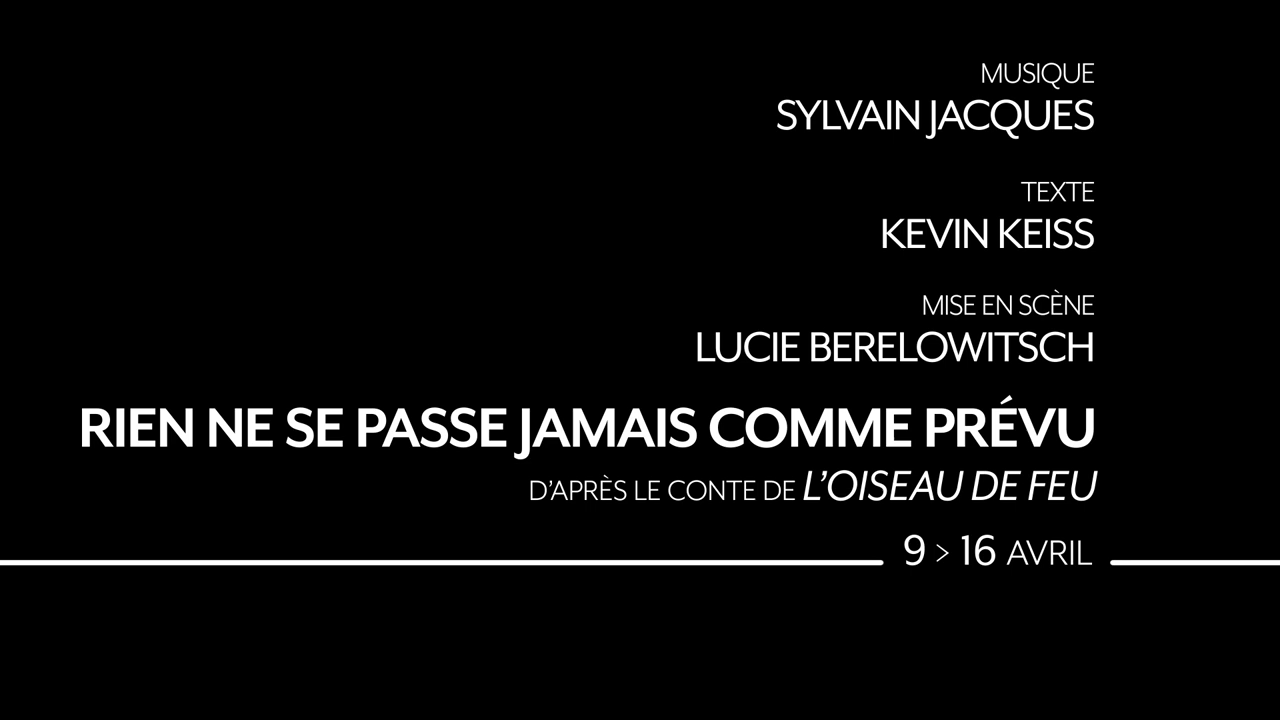 MUSIQUE
SYLVAIN JACQUES
TEXTE
KEVIN KEISS
MISE EN SCÈNE
LUCIE BERELOWITSCH
RIEN NE SE PASSE JAMAIS COMME PRÉVU
D'APRÈS LE CONTE DE L'OISEAU DE FEU
9 > 16 AVRIL